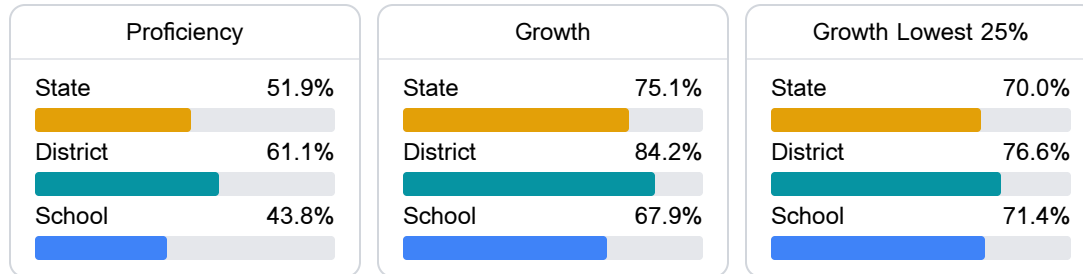 Proficiency
State 51.9%
District 61.1%
School 43.8%
Growth
State 75.1%
District 84.2%
School 67.9%
Growth Lowest 25%
State 70.0%
District 76.6%
School 71.4%